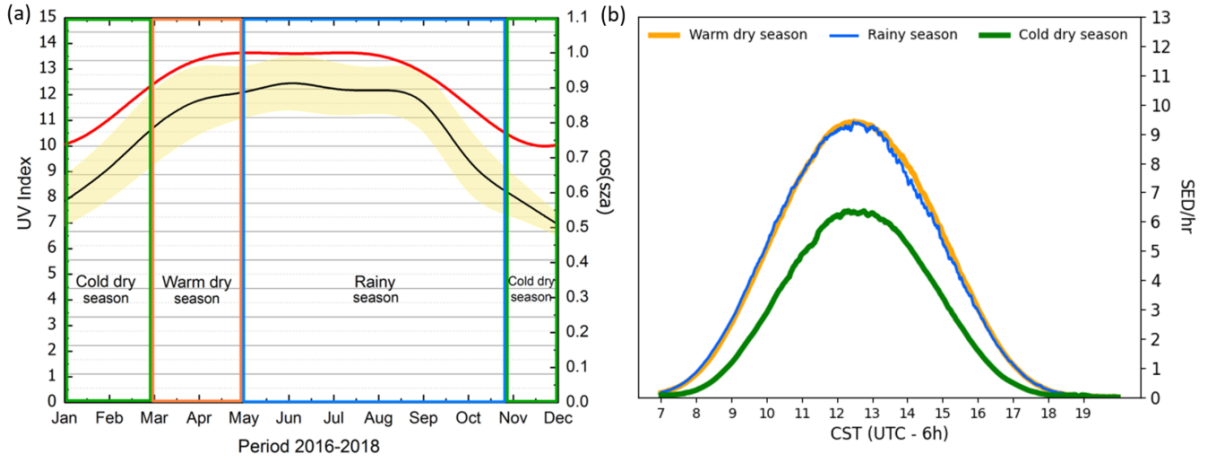 (a)
15
14
13
12
11
10
9
8
7
6
5
4
3
2
1
0
UV Index
1.1
1.0
0.9
0.8
0.7
0.6
0.5
0.4
0.3
0.2
0.1
0.0
cos(sza)
Cold dry
season
Warm dry
season
Rainy
season
Cold dry
season
Jan Feb Mar Apr May Jun Jul Aug Sep Oct Nov Dec
Period 2016-2018
(b)
Warm dry season Rainy season Cold dry season
13
12
11
10
9
8
7
6
5
4
3
2
1
0
SED/hr
7 8 9 10 11 12 13 14 15 16 17 18 19
CST (UTC - 6h)